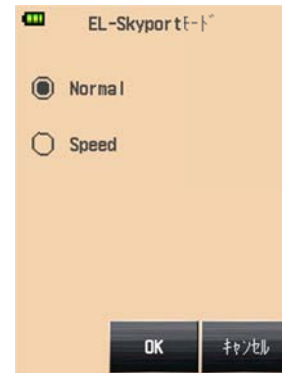 EL-Skyportﾓｰﾄﾞ
Normal
Speed
OK
ｷｬﾝｾﾙ